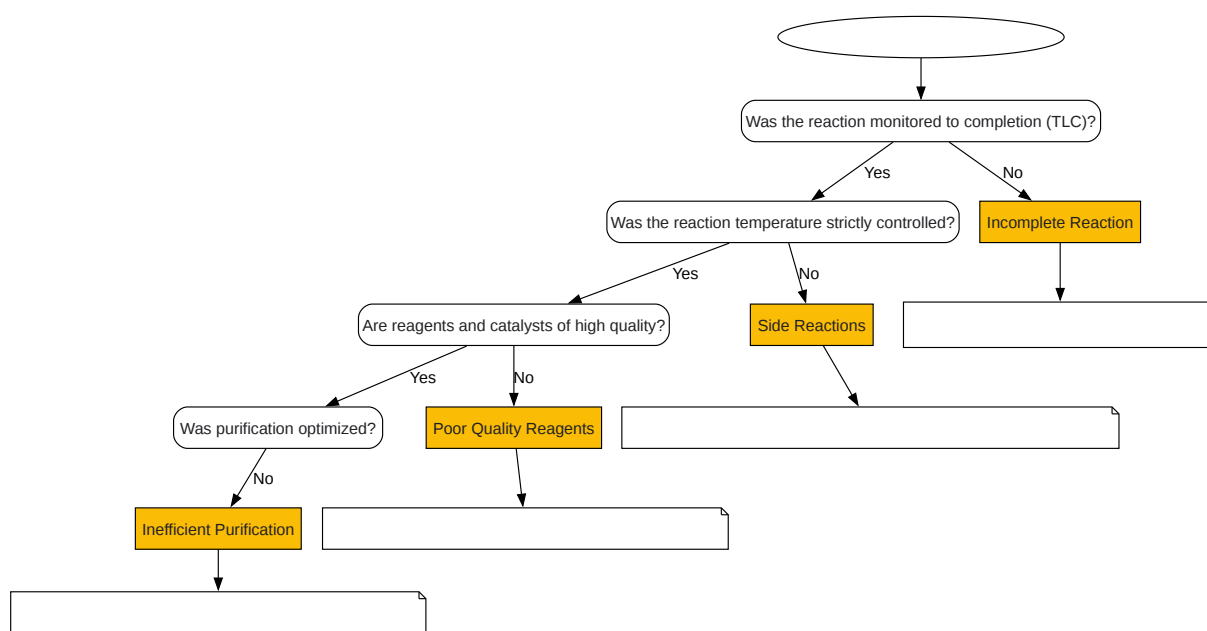 Was the reaction monitored to completion (TLC)?
Yes
No
Was the reaction temperature strictly controlled?
Incomplete Reaction
Yes
No
Are reagents and catalysts of high quality?
Side Reactions
Yes
No
Was purification optimized?
Poor Quality Reagents
No
Inefficient Purification